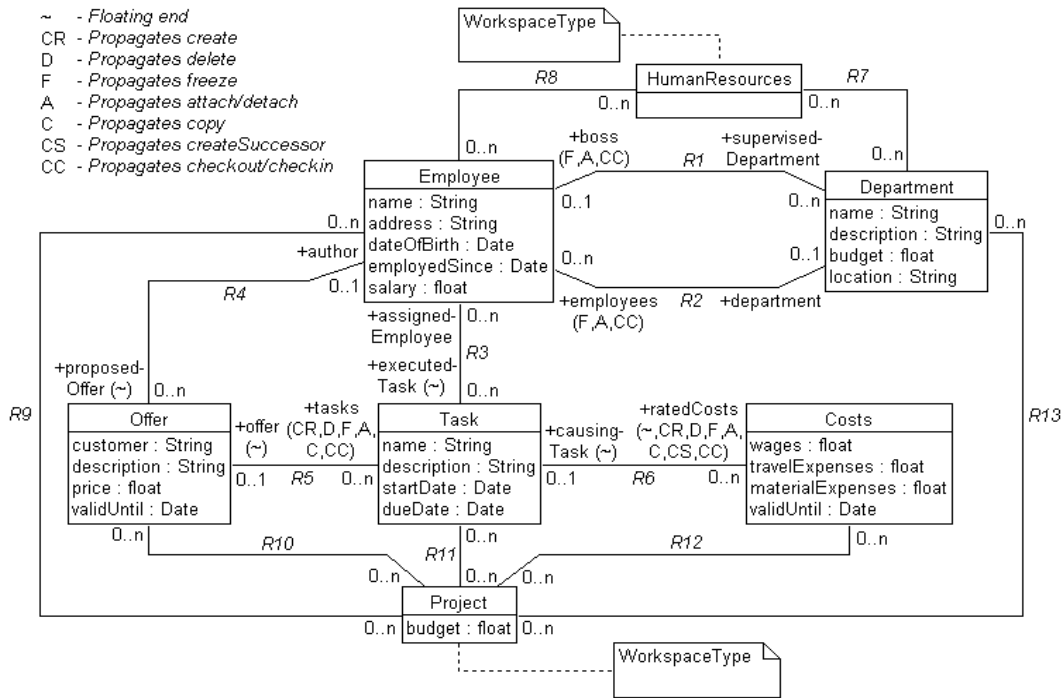 ~ - Floating end
CR - Propagates create
D - Propagates delete
F - Propagates freeze
A - Propagates attach/detach
C - Propagates copy
CS - Propagates createSuccessor
CC - Propagates checkout/checkin
WorkspaceType
HumanResources
R8
R7
0..n
0..n
0..n
0..n
+boss
(F,A,CC)
R1
+supervised-
Department
Employee
name : String
address : String
dateOfBirth : Date
employedSince : Date
salary : float
0..1
0..n
Department
name : String
description : String
budget : float
location : String
0..n
0..n
+author
0..1
R4
0..n
0..1
+employees
(F,A,CC)
R2
+department
+assigned-
Employee
0..n
R3
+executed-
Task (~)
0..n
+proposed-
Offer (~)
0..n
R9
R13
Offer
customer : String
description : String
price : float
validUntil : Date
+offer
(~)
0..1
+tasks
(CR,D,F,A,
C,CC)
R5
0..n
Task
name : String
description : String
startDate : Date
dueDate : Date
+causing-
Task (~)
0..1
+ratedCosts
(~,CR,D,F,A,
C,CS,CC)
R6
0..n
Costs
wages : float
travelExpenses : float
materialExpenses : float
validUntil : Date
0..n
R10
0..n
0..n
R11
0..n
0..n
R12
0..n
Project
budget : float
0..n
0..n
WorkspaceType